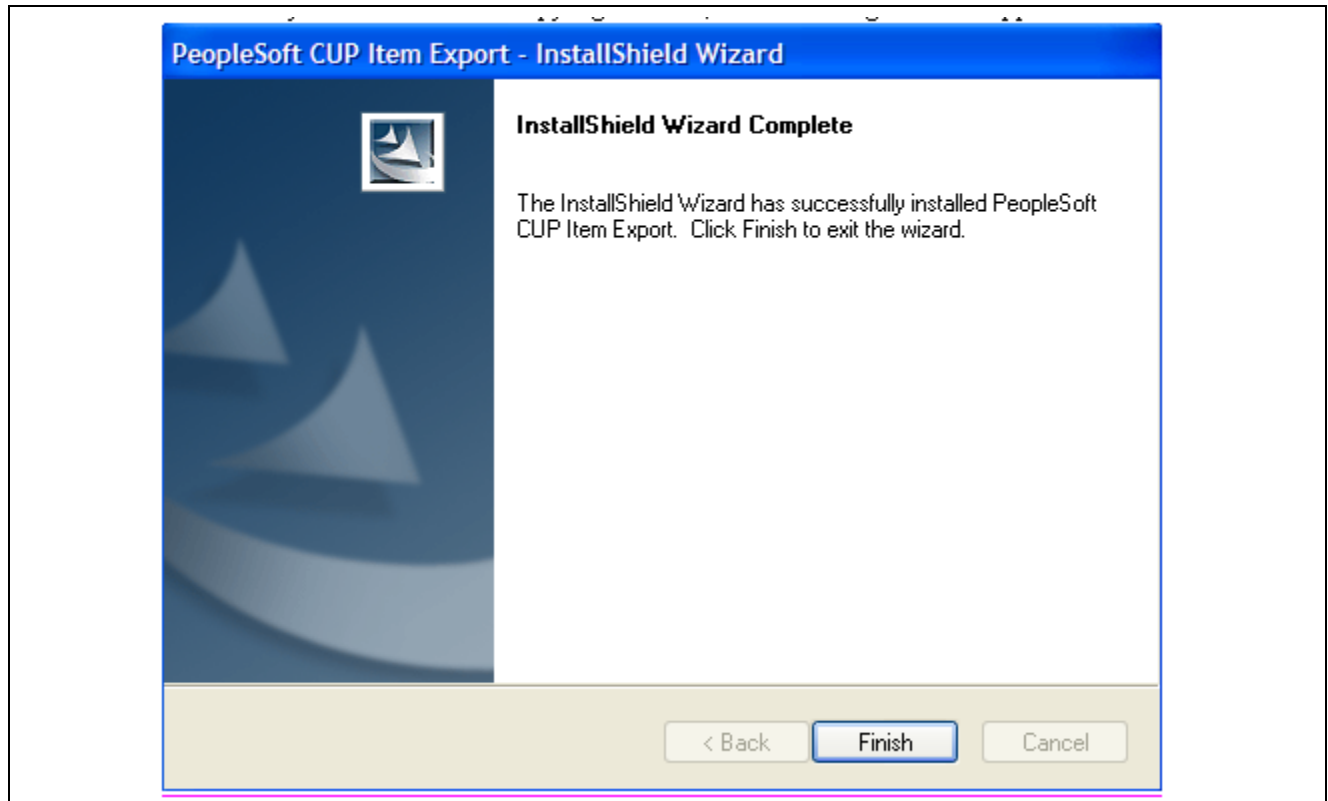 PeopleSoft CUP Item Export - InstallShield Wizard
InstallShield Wizard Complete
The InstallShield Wizard has successfully installed PeopleSoft
CUP Item Export.  Click Finish to exit the wizard.
< Back
Finish
Cancel